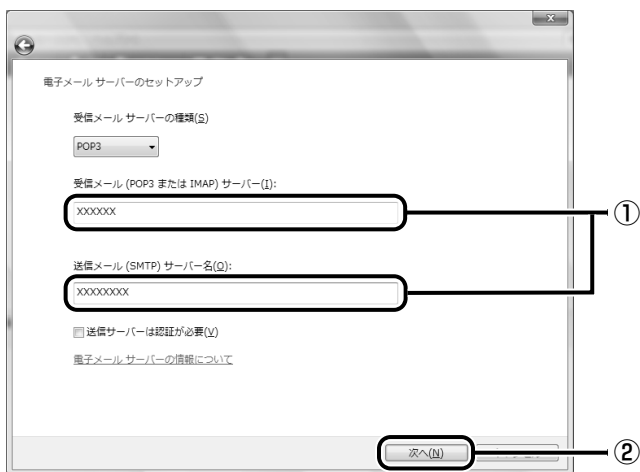 電子メール サーバーのセットアップ
受信メール サーバーの種類(S)
POP3
受信メール (POP3 または IMAP) サーバー(I):
XXXXXX
①
送信メール (SMTP) サーバー名(O):
XXXXXXXX
送信サーバーは認証が必要(V)
電子メール サーバーの情報について
次へ(N)
②